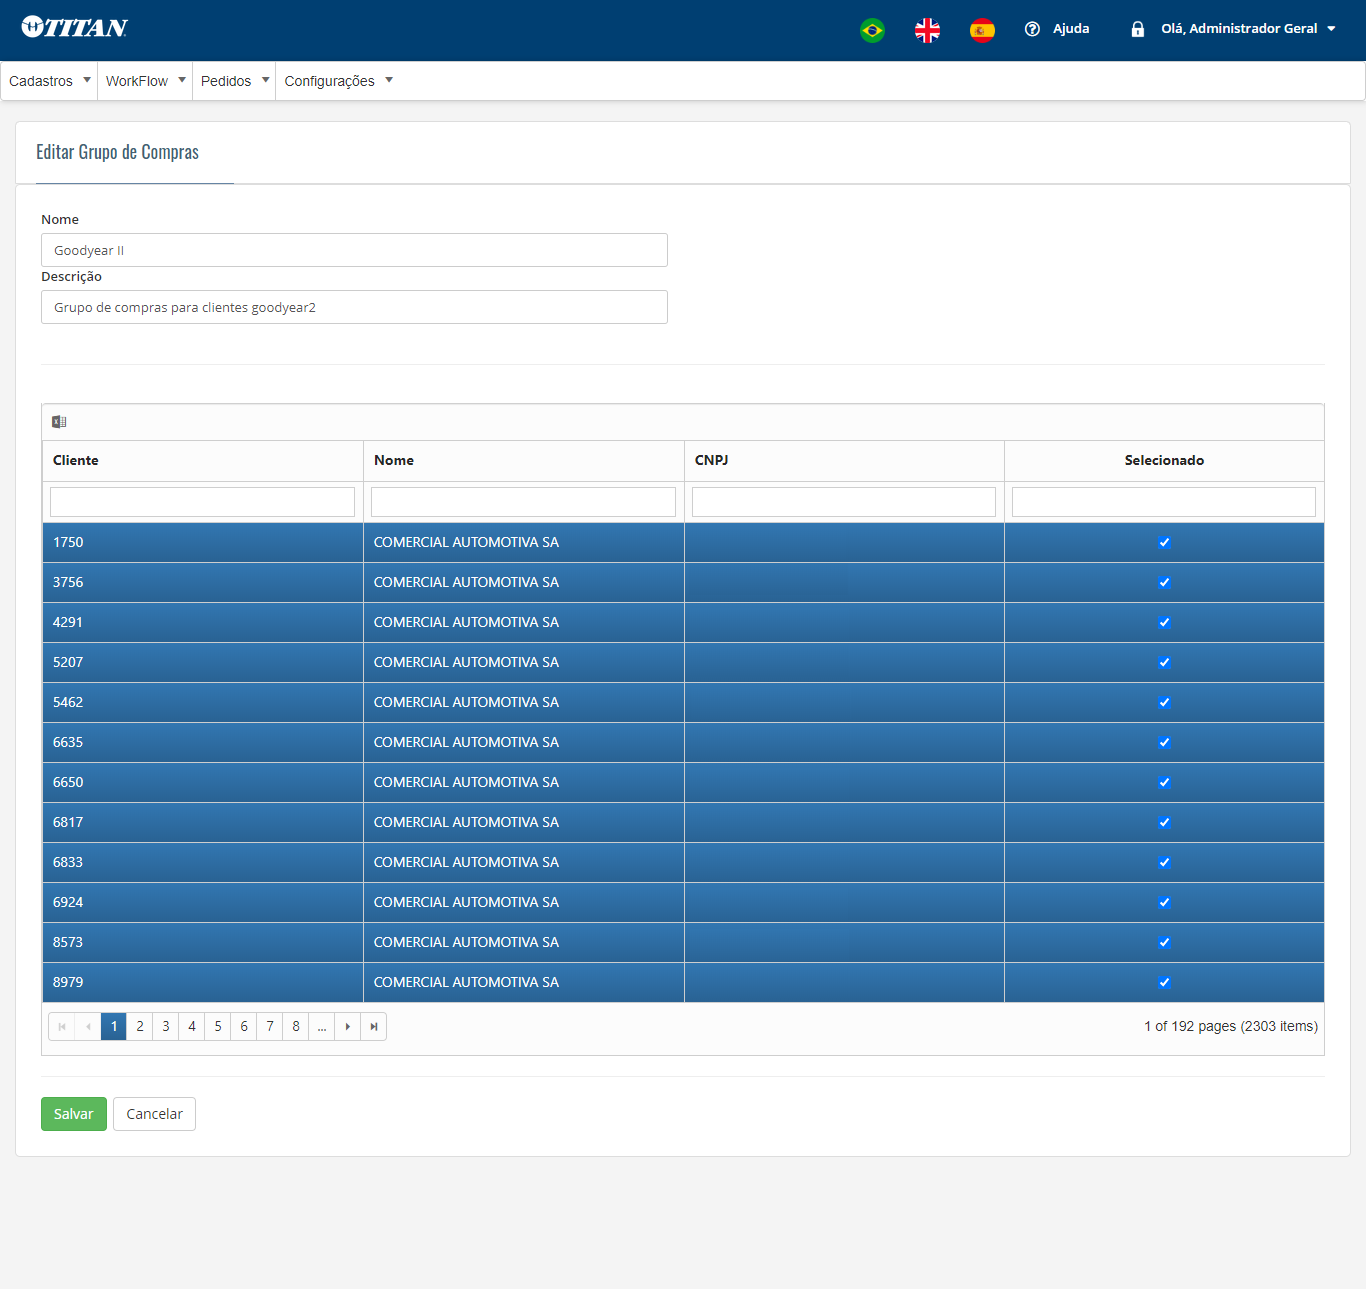 TITAN
Ajuda
Olá, Administrador Geral
Cadastros WorkFlow Pedidos Configurações
Editar Grupo de Compras
Nome
Goodyear II
Descrição
Grupo de compras para clientes goodyear2
Cliente Nome CNPJ Selecionado
1750 COMERCIAL AUTOMOTIVA SA
3756 COMERCIAL AUTOMOTIVA SA
4291 COMERCIAL AUTOMOTIVA SA
5207 COMERCIAL AUTOMOTIVA SA
5462 COMERCIAL AUTOMOTIVA SA
6635 COMERCIAL AUTOMOTIVA SA
6650 COMERCIAL AUTOMOTIVA SA
6817 COMERCIAL AUTOMOTIVA SA
6833 COMERCIAL AUTOMOTIVA SA
6924 COMERCIAL AUTOMOTIVA SA
8573 COMERCIAL AUTOMOTIVA SA
8979 COMERCIAL AUTOMOTIVA SA
1 2 3 4 5 6 7 8 ... 1 of 192 pages (2303 items)
Salvar Cancelar